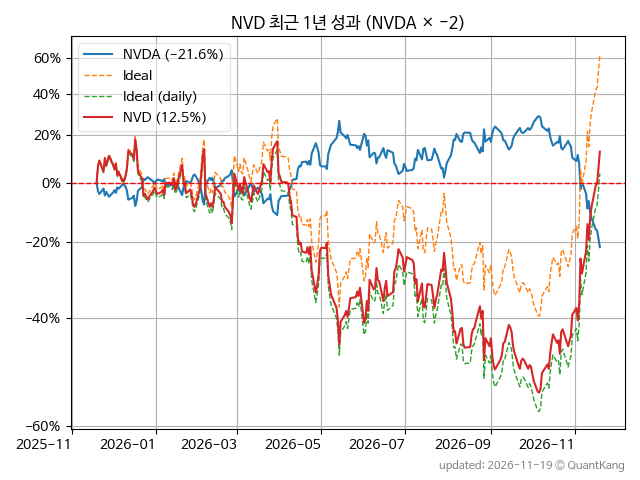 NVD 최근 1년 성과 (NVDA × −2)
NVDA (−21.6%)
Ideal
Ideal (daily)
NVD (12.5%)
60%
40%
20%
0%
−20%
−40%
−60%
2025−11
2026−01
2026−03
2026−05
2026−07
2026−09
2026−11
updated: 2026−11−19 ⓒ QuantKang